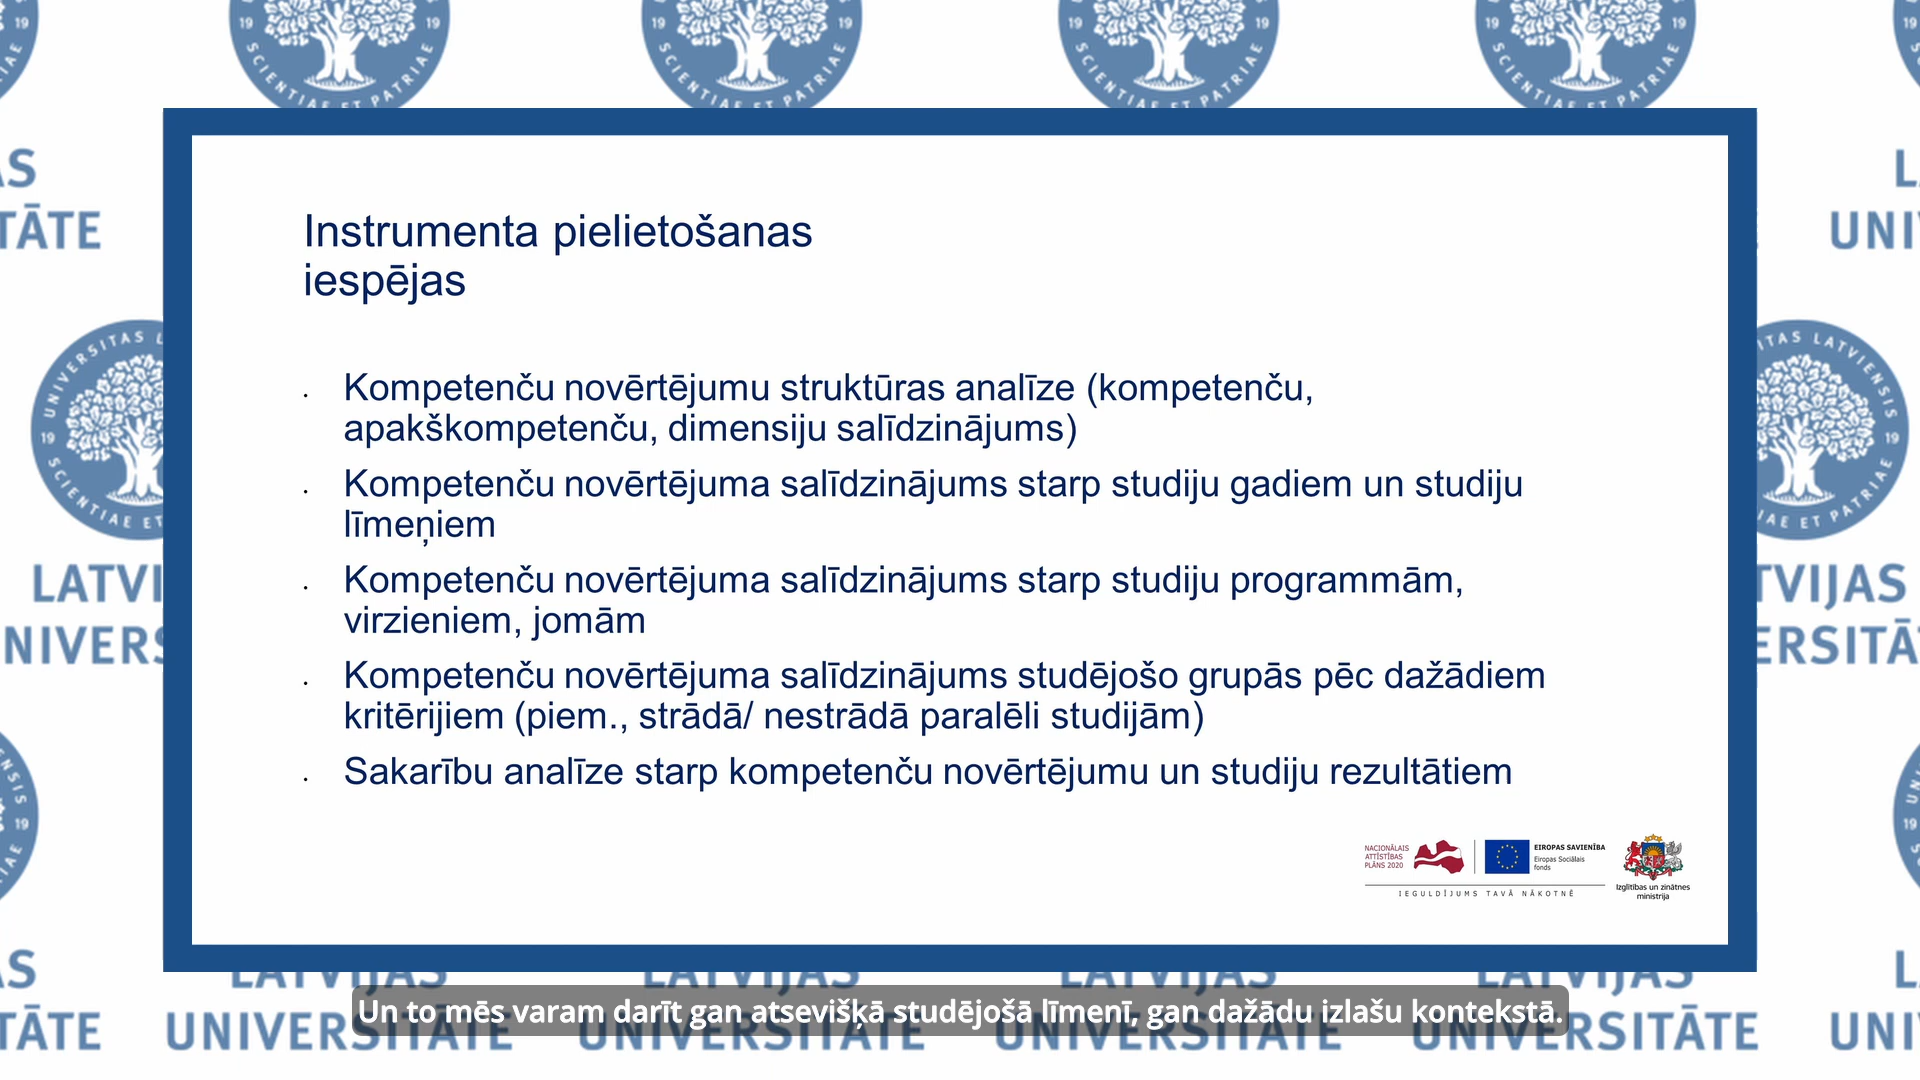 Instrumenta pielietošanas
iespējas
Kompetenču novērtējumu struktūras analīze (kompetenču,
apakškompetenču, dimensiju salīdzinājums)
Kompetenču novērtējuma salīdzinājums starp studiju gadiem un studiju
līmeņiem
Kompetenču novērtējuma salīdzinājums starp studiju programmām,
virzieniem, jomām
Kompetenču novērtējuma salīdzinājums studējošo grupās pēc dažādiem
kritērijiem (piem., strādā/ nestrādā paralēli studijām)
Sakarību analīze starp kompetenču novērtējumu un studiju rezultātiem
NACIONĀLAIS
ATTĪSTĪBAS
PLĀNS 2020
EIROPAS SAVIENĪBA
Eiropas Sociālais
fonds
IEGULDĪJUMS TAVĀ NĀKOTNĒ
Izglītības un zinātnes
ministrija
Un to mēs varam darīt gan atsevišķā studējošā līmenī, gan dažādu izlašu kontekstā.